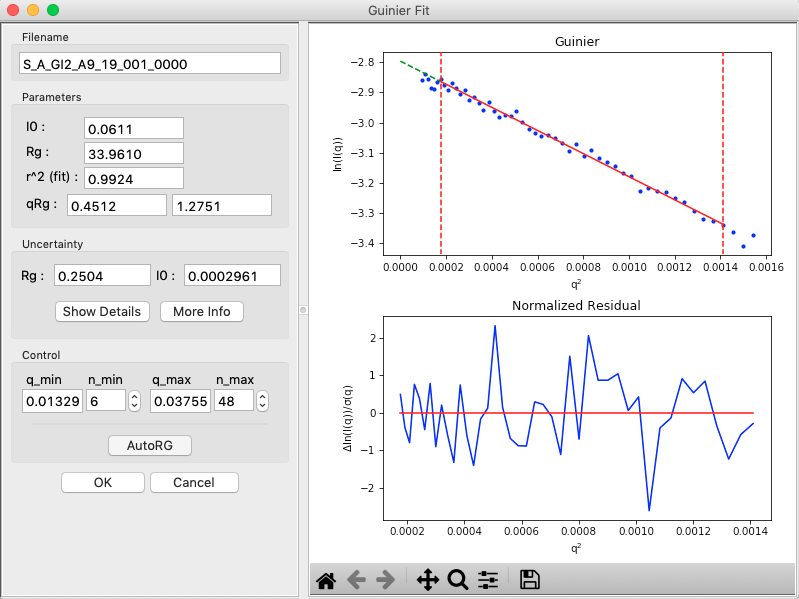 Guinier Fit
Filename
S_A_GI2_A9_19_001_0000
Parameters
I0 : 0.0611
Rg : 33.9610
r^2 (fit) : 0.9924
qRg : 0.4512 1.2751
Uncertainty
Rg : 0.2504 I0 : 0.0002961
Show Details More Info
Control
q_min n_min q_max n_max
0.01329 6 0.03755 48
AutoRG
OK Cancel
Guinier
ln(I(q))
−2.8
−2.9
−3.0
−3.1
−3.2
−3.3
−3.4
0.0000 0.0002 0.0004 0.0006 0.0008 0.0010 0.0012 0.0014 0.0016
q²
Normalized Residual
Δln(I(q))/σ(q)
2
1
0
−1
−2
0.0002 0.0004 0.0006 0.0008 0.0010 0.0012 0.0014
q²